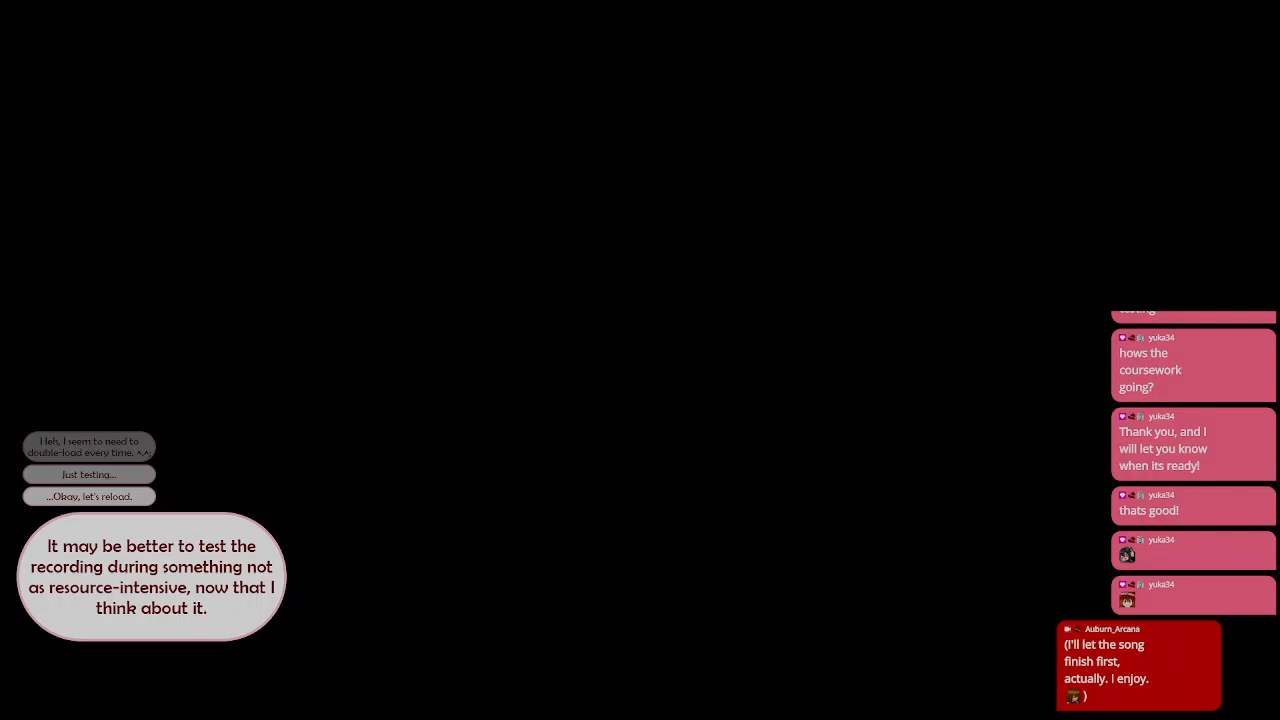 Heh, I seem to need to
double-load every time. ^.^;
Just testing...
...Okay, let's reload.
It may be better to test the
recording during something not
as resource-intensive, now that I
think about it.
yuka34
hows the
coursework
going?
yuka34
Thank you, and I
will let you know
when its ready!
yuka34
thats good!
yuka34
yuka34
Auburn_Arcana
(I'll let the song
finish first,
actually. I enjoy.
)